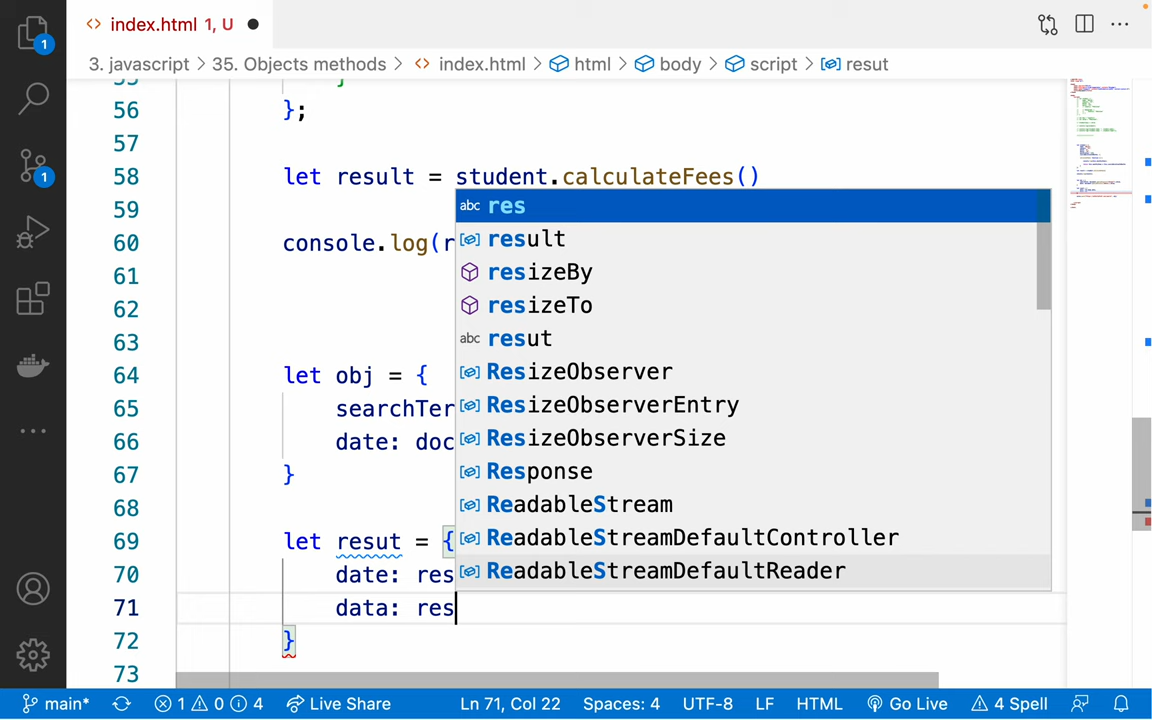 index.html 1, U
3. javascript > 35. Objects methods > index.html > html > body > script > resut
1
1
55 }
56 };
57
58 let result = student.calculateFees()
59
60 console.log(r
61
62
63
64 let obj = {
65 searchTer
66 date: doc
67 }
68
69 let resut = {
70 date: res
71 data: res
72 }
73
abc res
result
resizeBy
resizeTo
abc resut
ResizeObserver
ResizeObserverEntry
ResizeObserverSize
Response
ReadableStream
ReadableStreamDefaultController
ReadableStreamDefaultReader
main* 1 0 4 Live Share Ln 71, Col 22 Spaces: 4 UTF-8 LF HTML Go Live 4 Spell